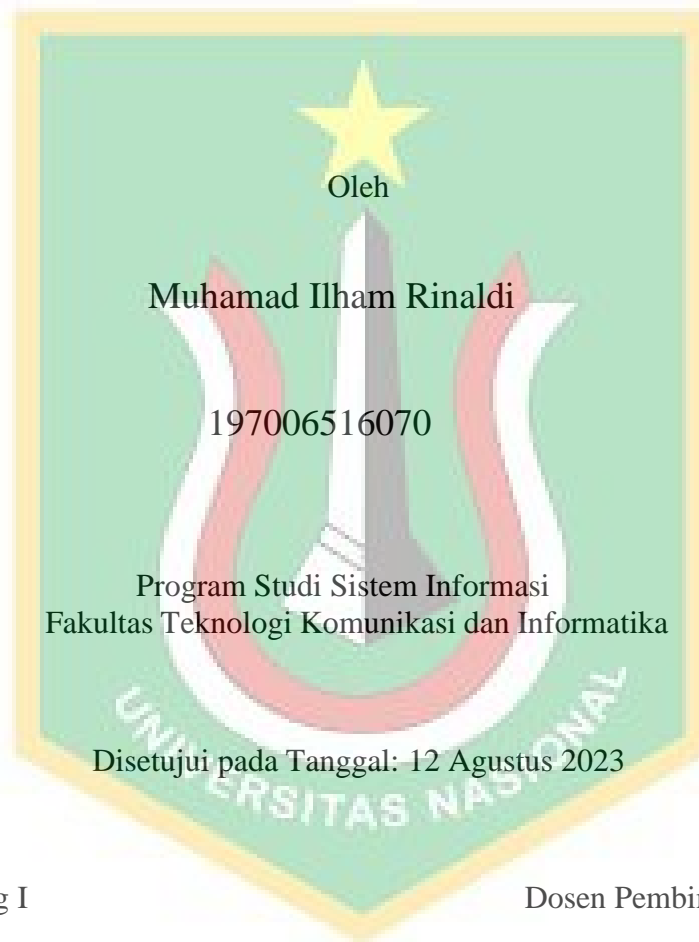 Oleh
Muhamad Ilham Rinaldi
197006516070
Program Studi Sistem Informasi
Fakultas Teknologi Komunikasi dan Informatika
Disetujui pada Tanggal: 12 Agustus 2023
UNIVERSITAS NASIONAL
I
Dosen